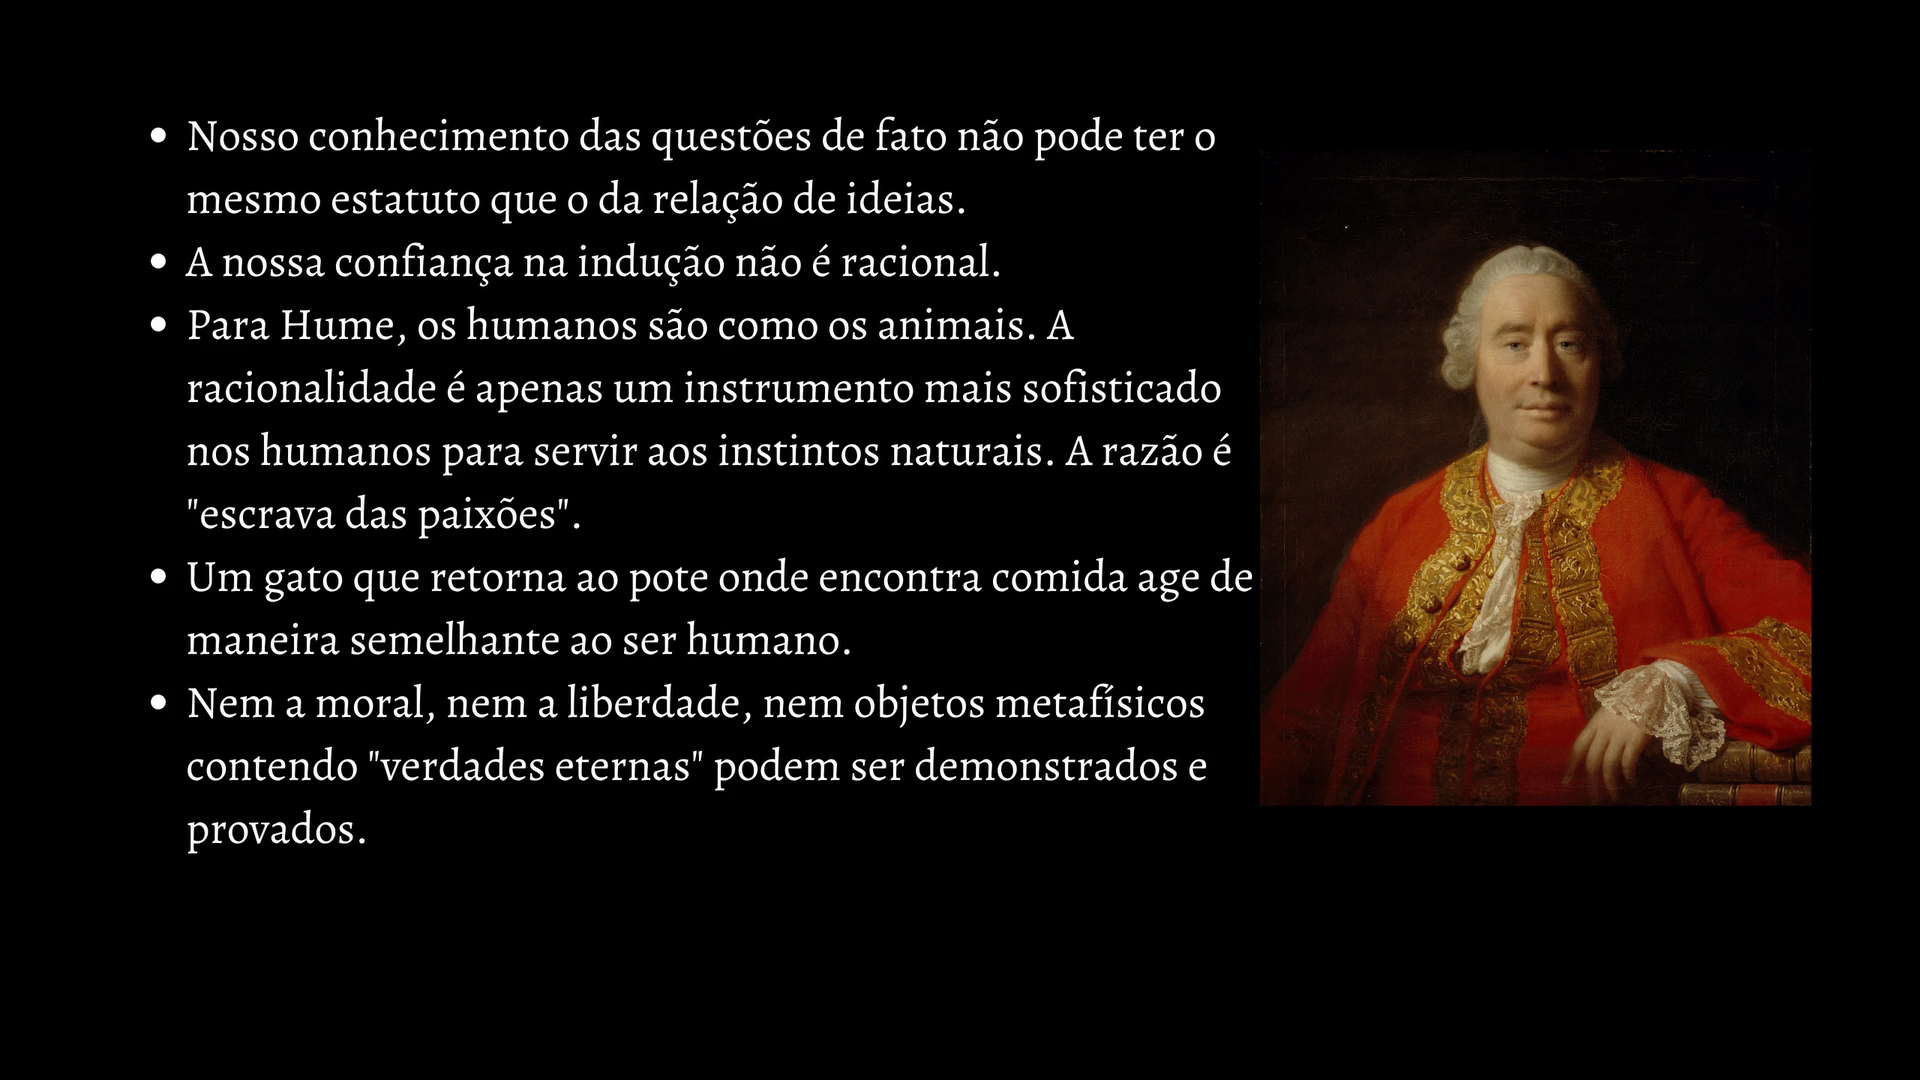 • Nosso conhecimento das questões de fato não pode ter o
mesmo estatuto que o da relação de ideias.
• A nossa confiança na indução não é racional.
• Para Hume, os humanos são como os animais. A
racionalidade é apenas um instrumento mais sofisticado
nos humanos para servir aos instintos naturais. A razão é
"escrava das paixões".
• Um gato que retorna ao pote onde encontra comida age de
maneira semelhante ao ser humano.
• Nem a moral, nem a liberdade, nem objetos metafísicos
contendo "verdades eternas" podem ser demonstrados e
provados.